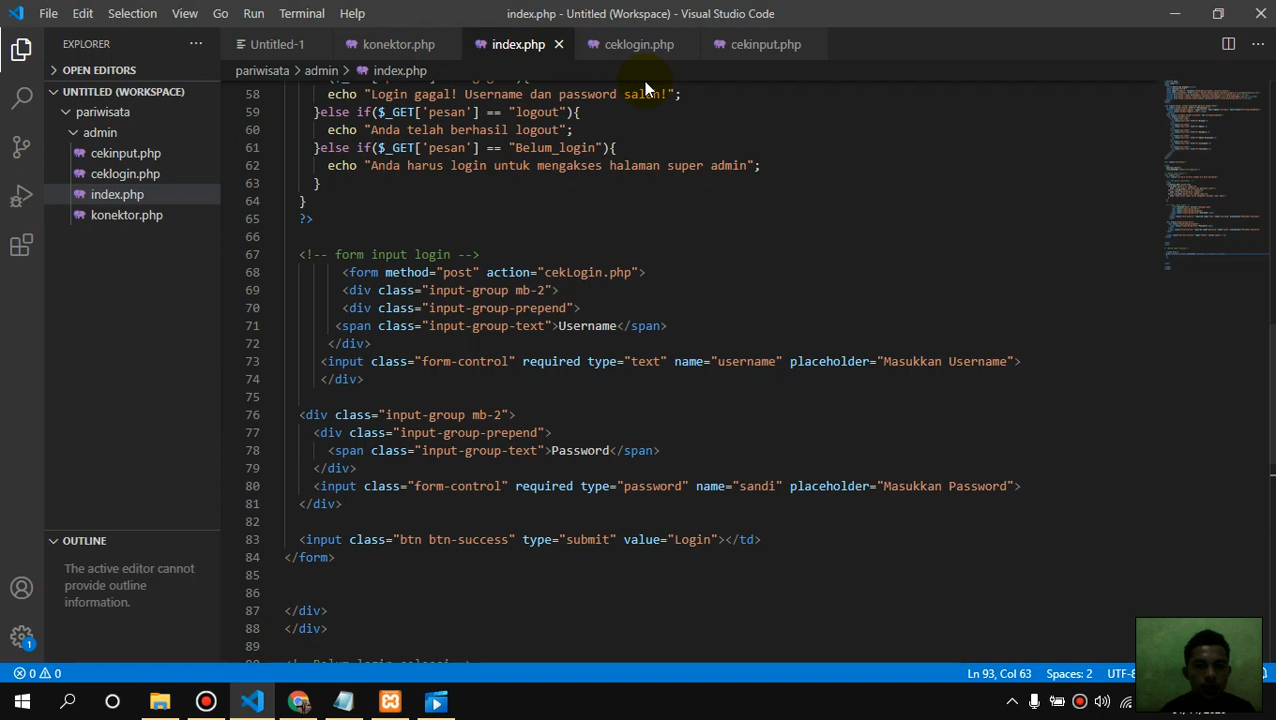 File Edit Selection View Go Run Terminal Help index.php - Untitled (Workspace) - Visual Studio Code
EXPLORER
Untitled-1 konektor.php index.php ceklogin.php cekinput.php
OPEN EDITORS
UNTITLED (WORKSPACE)
pariwisata
admin
cekinput.php
ceklogin.php
index.php
konektor.php
OUTLINE
The active editor cannot
provide outline
information.
pariwisata > admin > index.php
58 echo "Login gagal! Username dan password salah!";
59 }else if($_GET['pesan'] == "logout"){
60 echo "Anda telah berhasil logout";
61 }else if($_GET['pesan'] == "Belum_login"){
62 echo "Anda harus login untuk mengakses halaman super admin";
63 }
64 }
65 ?>
66
67 <!-- form input login -->
68 <form method="post" action="cekLogin.php">
69 <div class="input-group mb-2">
70 <div class="input-group-prepend">
71 <span class="input-group-text">Username</span>
72 </div>
73 <input class="form-control" required type="text" name="username" placeholder="Masukkan Username">
74 </div>
75
76 <div class="input-group mb-2">
77 <div class="input-group-prepend">
78 <span class="input-group-text">Password</span>
79 </div>
80 <input class="form-control" required type="password" name="sandi" placeholder="Masukkan Password">
81 </div>
82
83 <input class="btn btn-success" type="submit" value="Login"></td>
84 </form>
85
86
87 </div>
88 </div>
89
0 0 Ln 93, Col 63 Spaces: 2
1